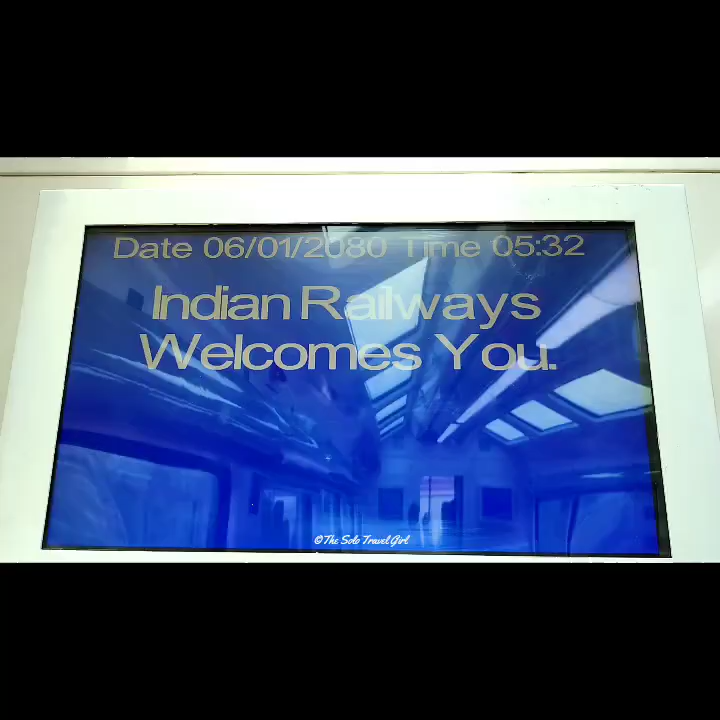 Date 06/01/2080 Time 05:32
Indian Railways
Welcomes You.
©The Solo Travel Girl